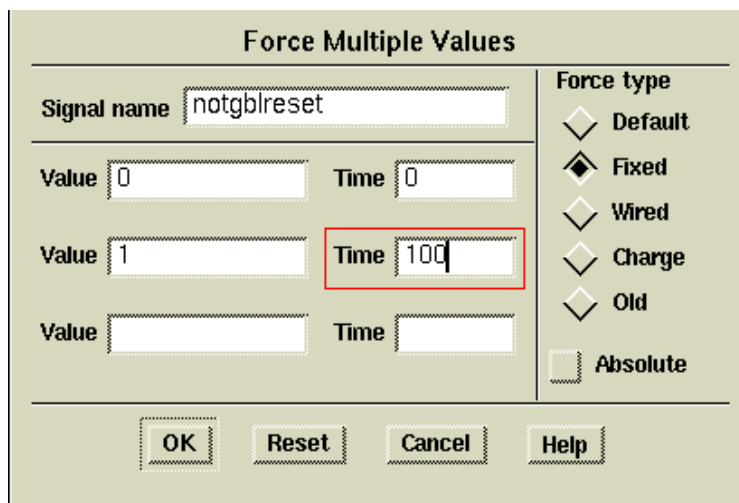 Force Multiple Values
Signal name notgblreset
Value 0 Time 0
Value 1 Time 100
Value Time
Force type
Default
Fixed
Wired
Charge
Old
Absolute
OK Reset Cancel Help